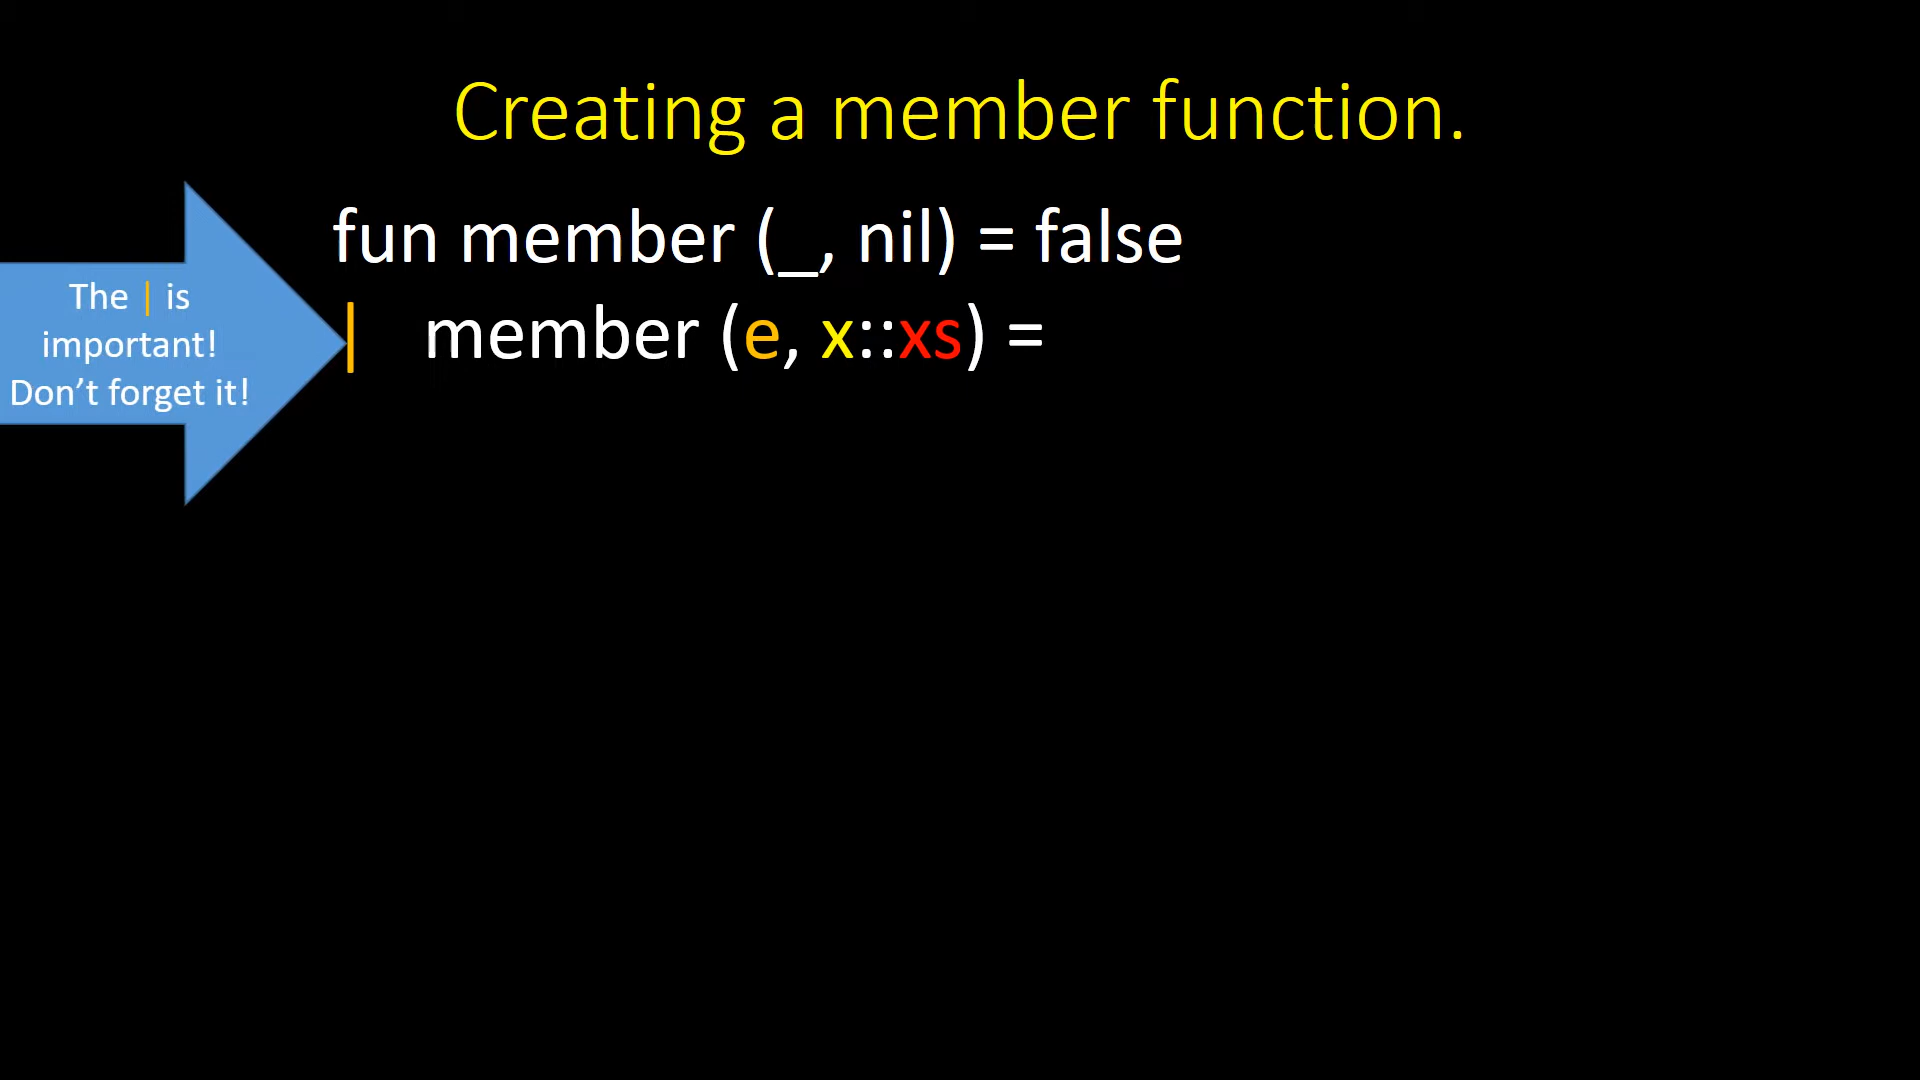 Creating a member function.
fun member (_, nil) = false
| member (e, x::xs) =
The | is
important!
Don’t forget it!